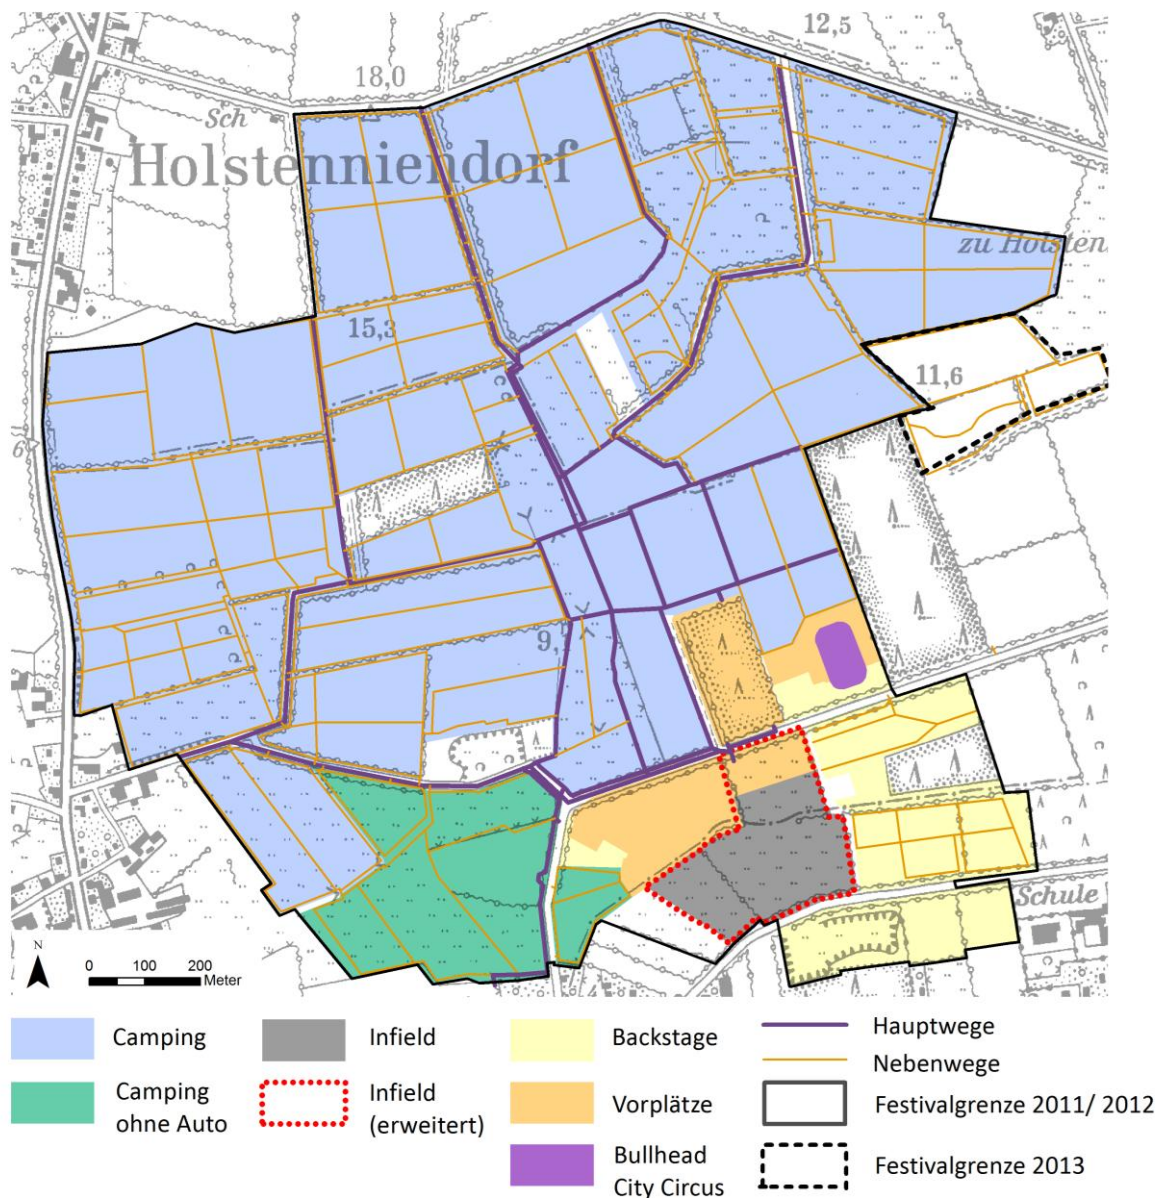 12,5
18,0
Sch
Holstenniendorf
zu Holsten
15,3
11,6
6
9,
Schule
N
0 100 200
Meter
Camping
Infield
Backstage
Hauptwege
Nebenwege
Camping
ohne Auto
Infield
(erweitert)
Vorplätze
Festivalgrenze 2011/ 2012
Bullhead
City Circus
Festivalgrenze 2013